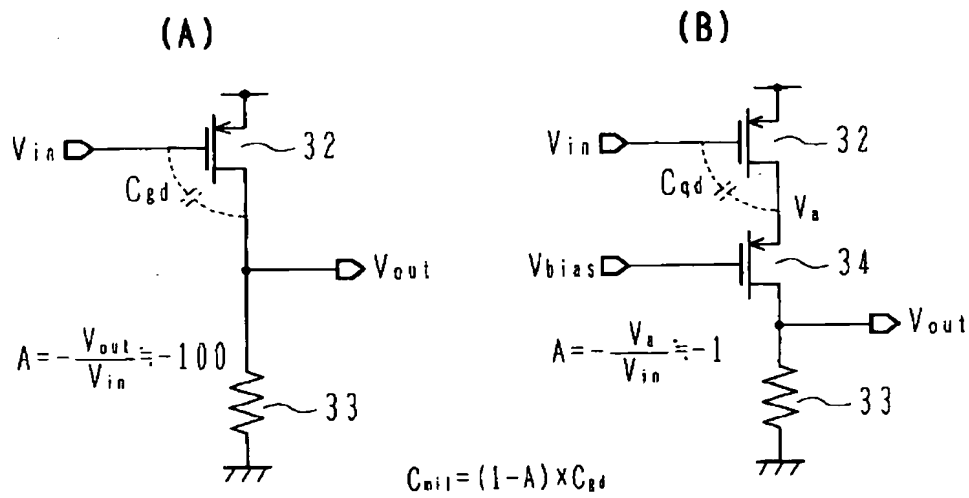 (A)
(B)
Vin
32
Cgd
Vout
A=-Vout/Vin≒-100
33
Vin
32
Cgd
Va
Vbias
34
Vout
A=-Va/Vin≒-1
33
Cmil=(1-A)×Cgd